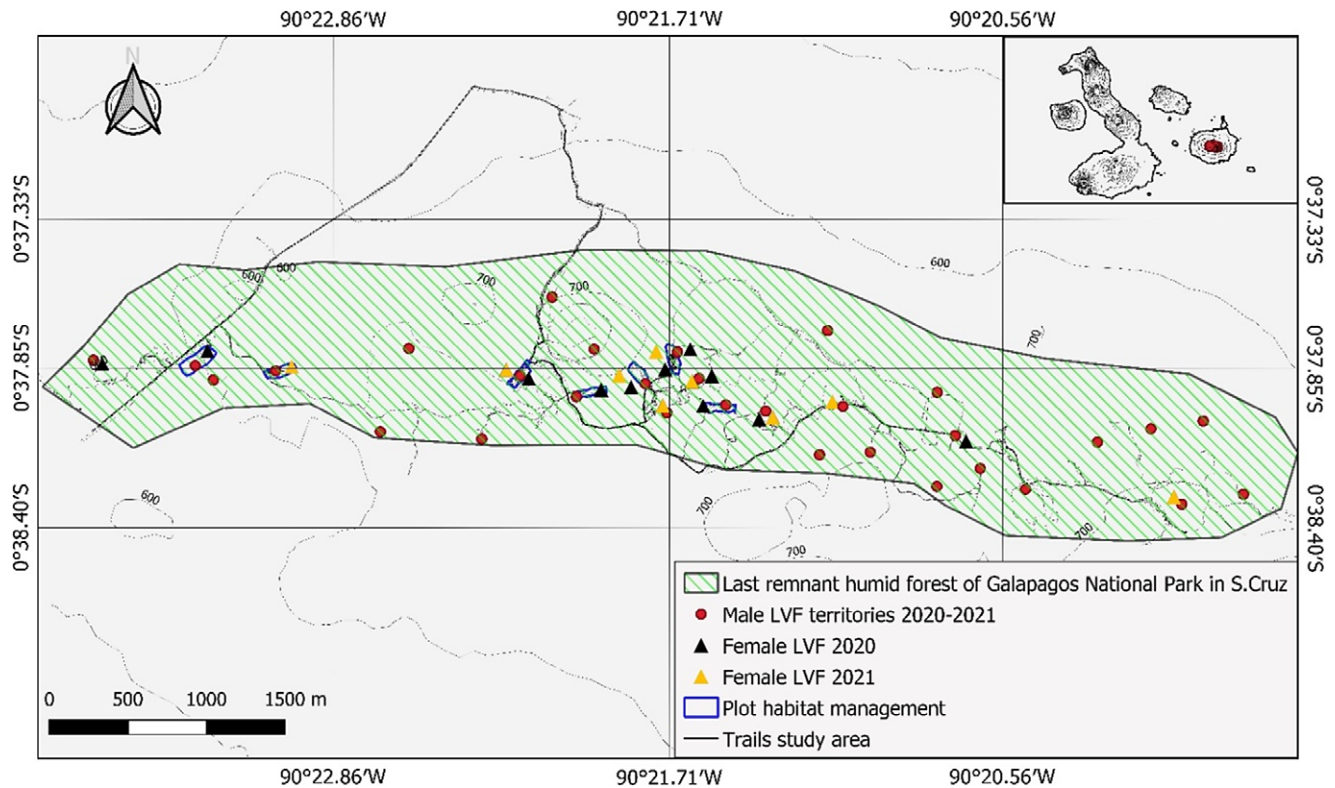 90°22.86'W 90°21.71'W 90°20.56'W
N
0°37.33'S 0°37.33'S
600
600 600
700
700
700
0°37.85'S 0°37.85'S
600
700
700
700
0°38.40'S 0°38.40'S
Last remnant humid forest of Galapagos National Park in S.Cruz
Male LVF territories 2020-2021
Female LVF 2020
Female LVF 2021
Plot habitat management
Trails study area
0 500 1000 1500 m
90°22.86'W 90°21.71'W 90°20.56'W